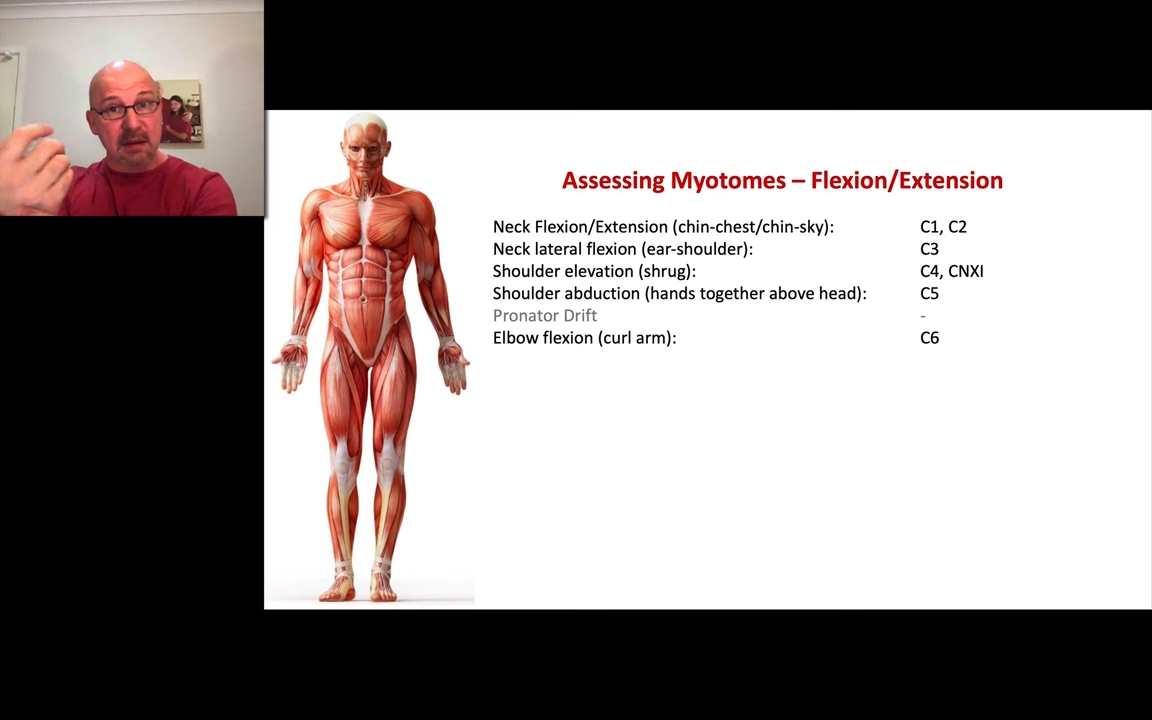 Assessing Myotomes – Flexion/Extension
Neck Flexion/Extension (chin-chest/chin-sky): C1, C2
Neck lateral flexion (ear-shoulder): C3
Shoulder elevation (shrug): C4, CNXI
Shoulder abduction (hands together above head): C5
Pronator Drift -
Elbow flexion (curl arm): C6